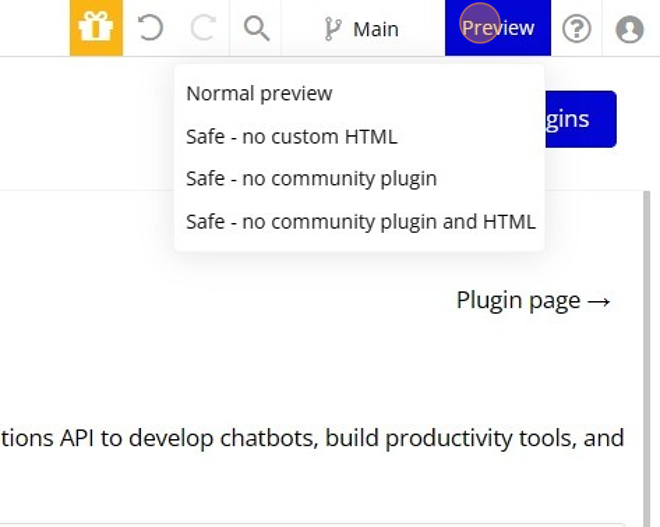 Main
Preview
Normal preview
Safe - no custom HTML
gins
Safe - no community plugin
Safe - no community plugin and HTML
Plugin page →
tions API to develop chatbots, build productivity tools, and